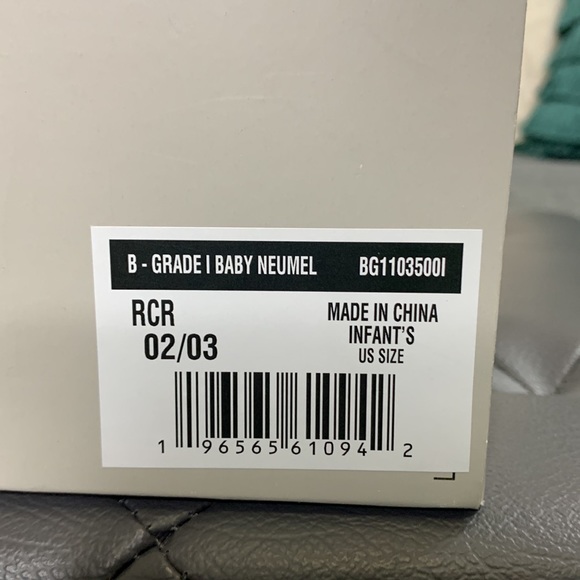 B - GRADE I BABY NEUMEL BG1103500I
RCR MADE IN CHINA
INFANT'S
02/03 US SIZE
1 96565 61094 2